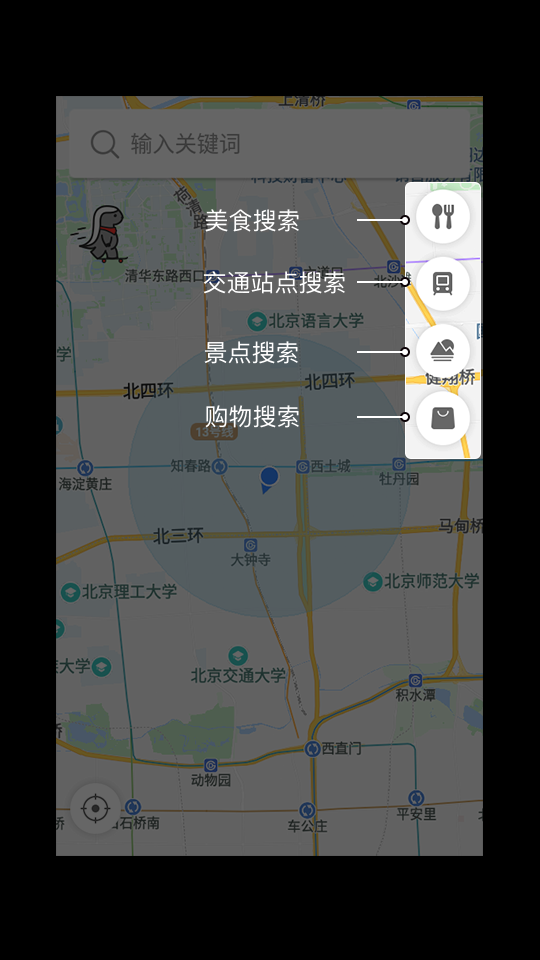 上清桥
输入关键词
荷清路
美食搜索
清华东路西口
交通站点搜索
北京语言大学
景点搜索
健翔桥
北四环
北四环
购物搜索
13号线
知春路
西土城
海淀黄庄
牡丹园
北三环
马甸桥
大钟寺
北京理工大学
北京师范大学
大学
北京交通大学
积水潭
西直门
动物园
平安里
石桥南
车公庄